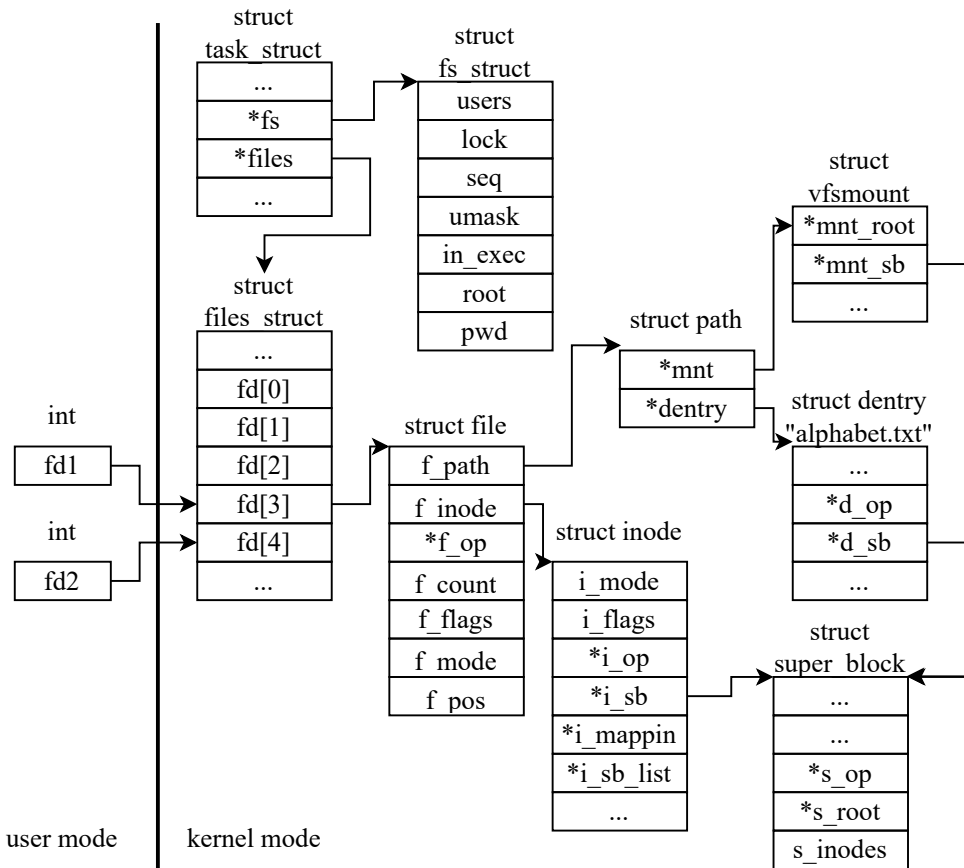 struct
task_struct
...
*fs
*files
...
struct
fs_struct
users
lock
seq
umask
in_exec
root
pwd
struct
files_struct
...
fd[0]
fd[1]
fd[2]
fd[3]
fd[4]
...
int
fd1
int
fd2
struct file
f_path
f_inode
*f_op
f_count
f_flags
f_mode
f_pos
struct path
*mnt
*dentry
struct
vfsmount
*mnt_root
*mnt_sb
...
struct dentry
"alphabet.txt"
...
*d_op
*d_sb
...
struct inode
i_mode
i_flags
*i_op
*i_sb
*i_mappin
*i_sb_list
...
struct
super_block
...
...
*s_op
*s_root
s_inodes
user mode
kernel mode